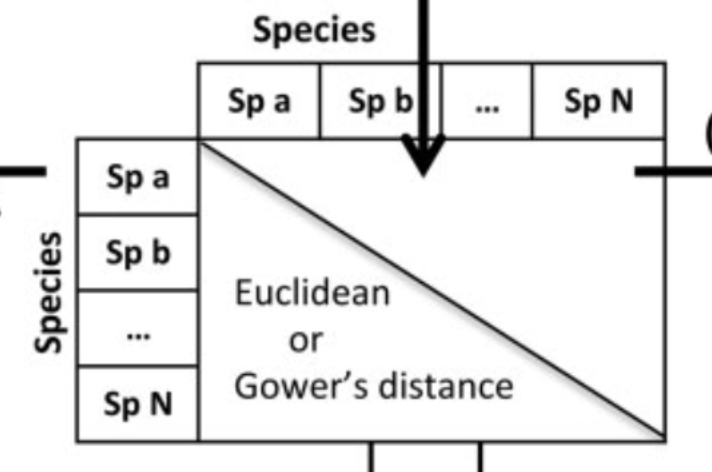 Species
Sp a Sp b ... Sp N
Sp a
Species
Sp b
...
Sp N
Euclidean
or
Gower's distance